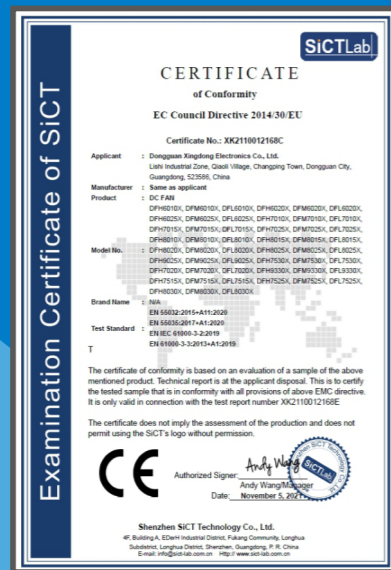 SiCTLab
Examination Certificate of SiCT
CERTIFICATE
of Conformity
EC Council Directive 2014/30/EU
Certificate No.: XK2110012168C
Applicant : Dongguan Xingdong Electronics Co., Ltd.
Lishi Industrial Zone, Qiaoli Village, Changping Town, Dongguan City,
Guangdong, 523586, China
Manufacturer : Same as applicant
Product : DC FAN
DFH6010X, DFM6010X, DFL6010X, DFH6020X, DFM6020X, DFL6020X,
DFH6025X, DFM6025X, DFL6025X, DFH7010X, DFM7010X, DFL7010X,
DFH7015X, DFM7015X, DFL7015X, DFH7025X, DFM7025X, DFL7025X,
DFH8010X, DFM8010X, DFL8010X, DFH8015X, DFM8015X, DFL8015X,
Model No. : DFH8020X, DFM8020X, DFL8020X, DFH8025X, DFM8025X, DFL8025X,
DFH9025X, DFM9025X, DFL9025X, DFH7530X, DFM7530X, DFL7530X,
DFH7020X, DFM7020X, DFL7020X, DFH9330X, DFM9330X, DFL9330X,
DFH7515X, DFM7515X, DFL7515X, DFH7525X, DFM7525X, DFL7525X,
DFH8030X, DFM8030X, DFL8030X
Brand Name : N/A
EN 55032:2015+A11:2020
EN 55035:2017+A1:2020
Test Standard :
EN IEC 61000-3-2:2019
EN 61000-3-3:2013+A1:2019
T
The certificate of conformity is based on an evaluation of a sample of the above
mentioned product. Technical report is at the applicant disposal. This is to certify
the tested sample that is in conformity with all provisions of above EMC directive.
It is only valid in connection with the test report number XK2110012168E
The certificate does not imply the assessment of the production and does not
permit using the SiCT's logo without permission.
CE
Authorized Signer:
Andy Wang
Andy Wang/Manager
Date: November 5, 2021
SiCTLab
Shenzhen SiCT Technology Co., Ltd.
4F, Building A, EDerH Industrial District, Fukang Community, Longhua
Subdistrict, Longhua District, Shenzhen, Guangdong, P. R. China
E-mail: info@sict-lab.com.cn Http:// www.sict-lab.com.cn